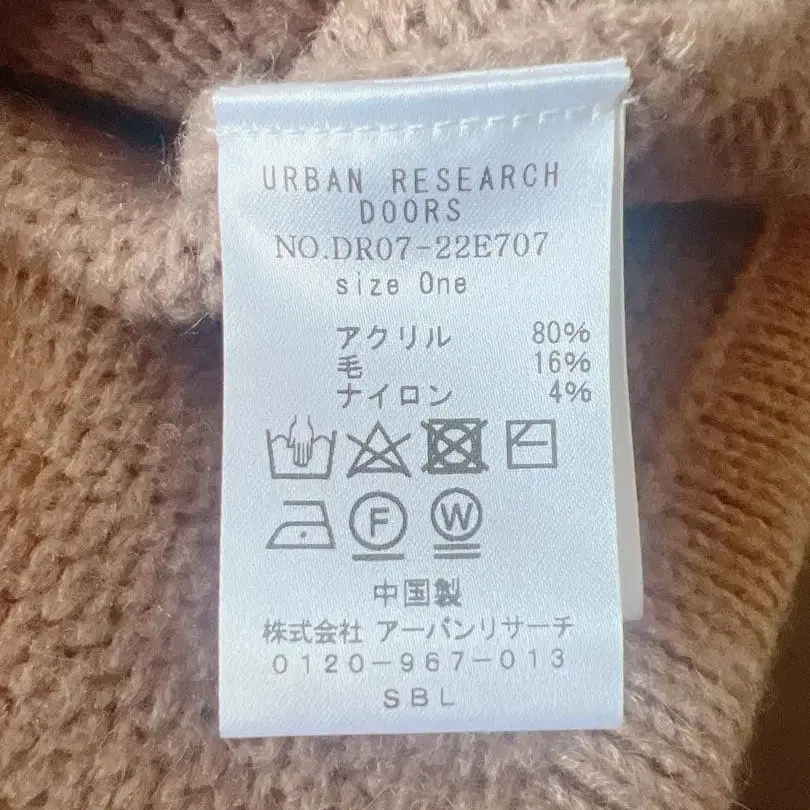 URBAN RESEARCH
DOORS
NO.DR07-22E707
size One
アクリル 80%
毛 16%
ナイロン 4%
F W
中国製
株式会社 アーバンリサーチ
0120-967-013
SBL